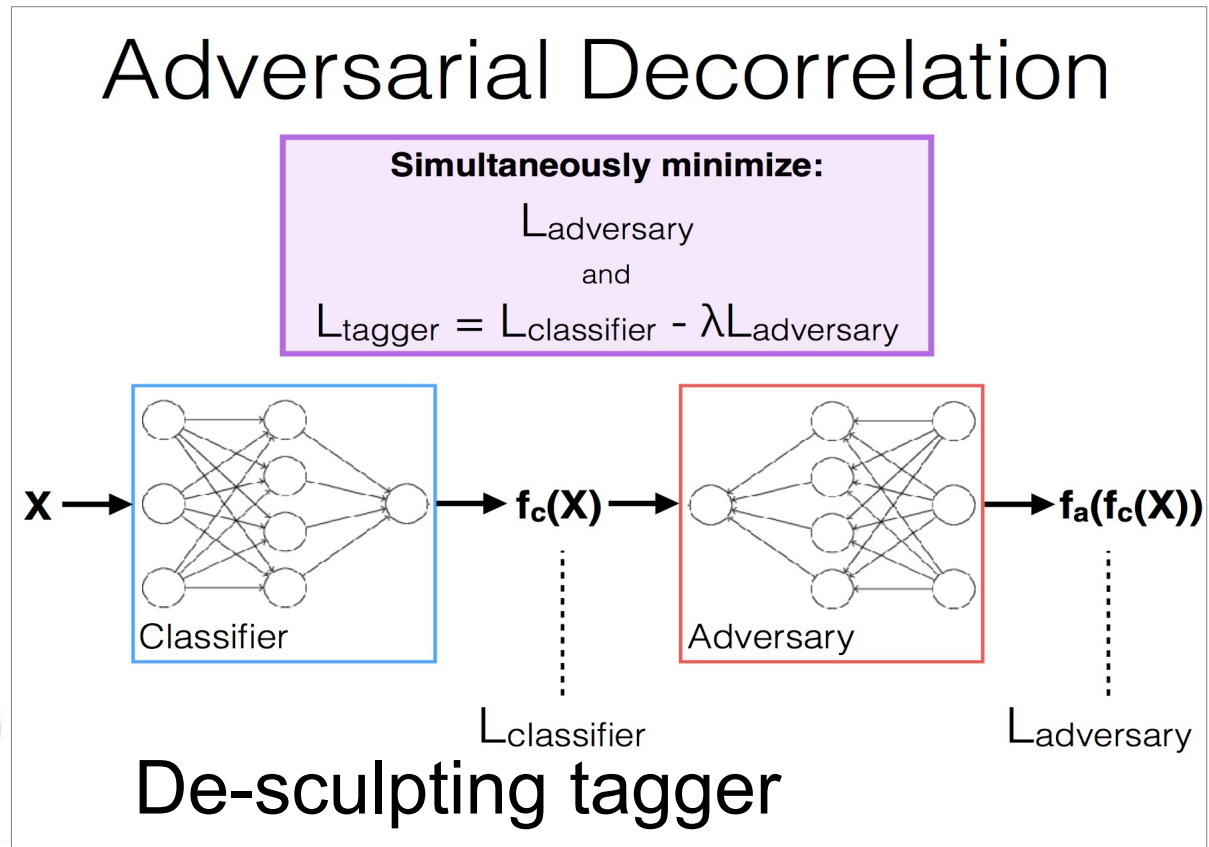 Adversarial Decorrelation
Simultaneously minimize:
Ladversary
and
Ltagger = Lclassifier - λLadversary
X
fc(X)
fa(fc(X))
Classifier
Adversary
Lclassifier
Ladversary
De-sculpting tagger